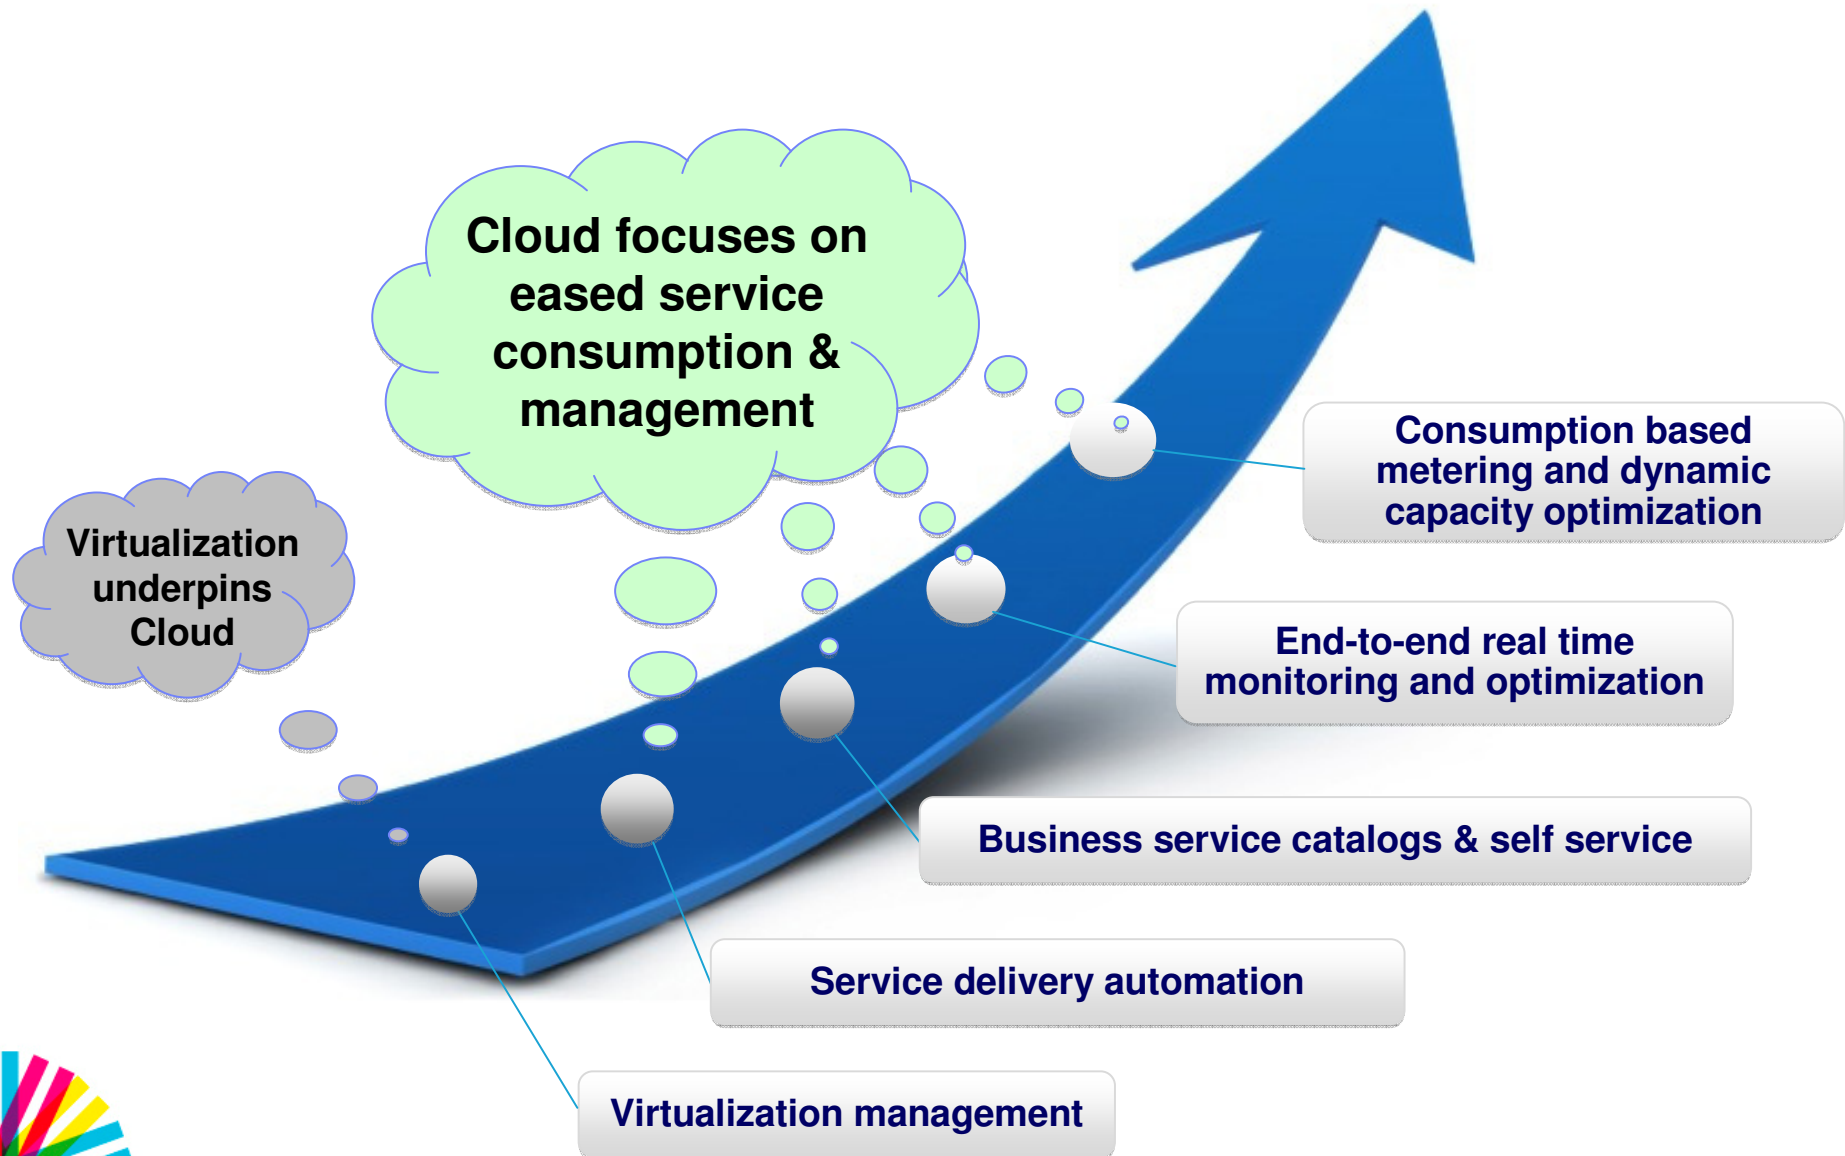 Cloud focuses on
eased service
consumption &
management
Virtualization
underpins
Cloud
Consumption based
metering and dynamic
capacity optimization
End-to-end real time
monitoring and optimization
Business service catalogs & self service
Service delivery automation
Virtualization management